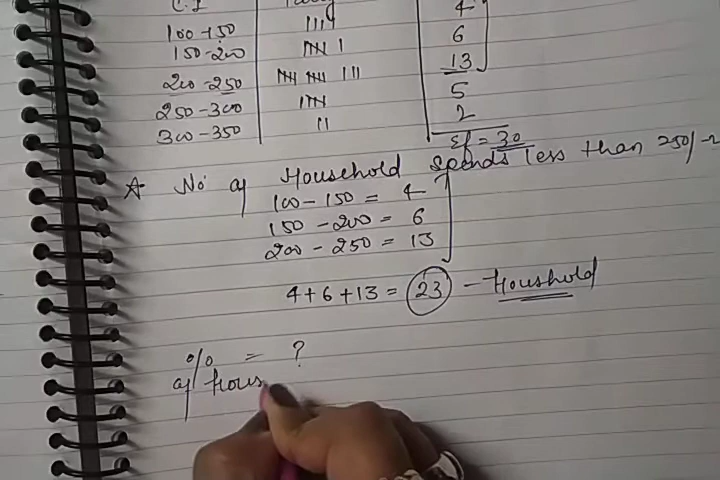 C.I Tally
100-150 |||| 4
150-200 |||| | 6
200-250 |||| |||| ||| 13
250-300 |||| 5
300-350 || 2
Σf = 30
No of Household spends less than 250/-
100-150 = 4
150-200 = 6
200-250 = 13
4+6+13 = 23 - Houshold
% = ?
of hous